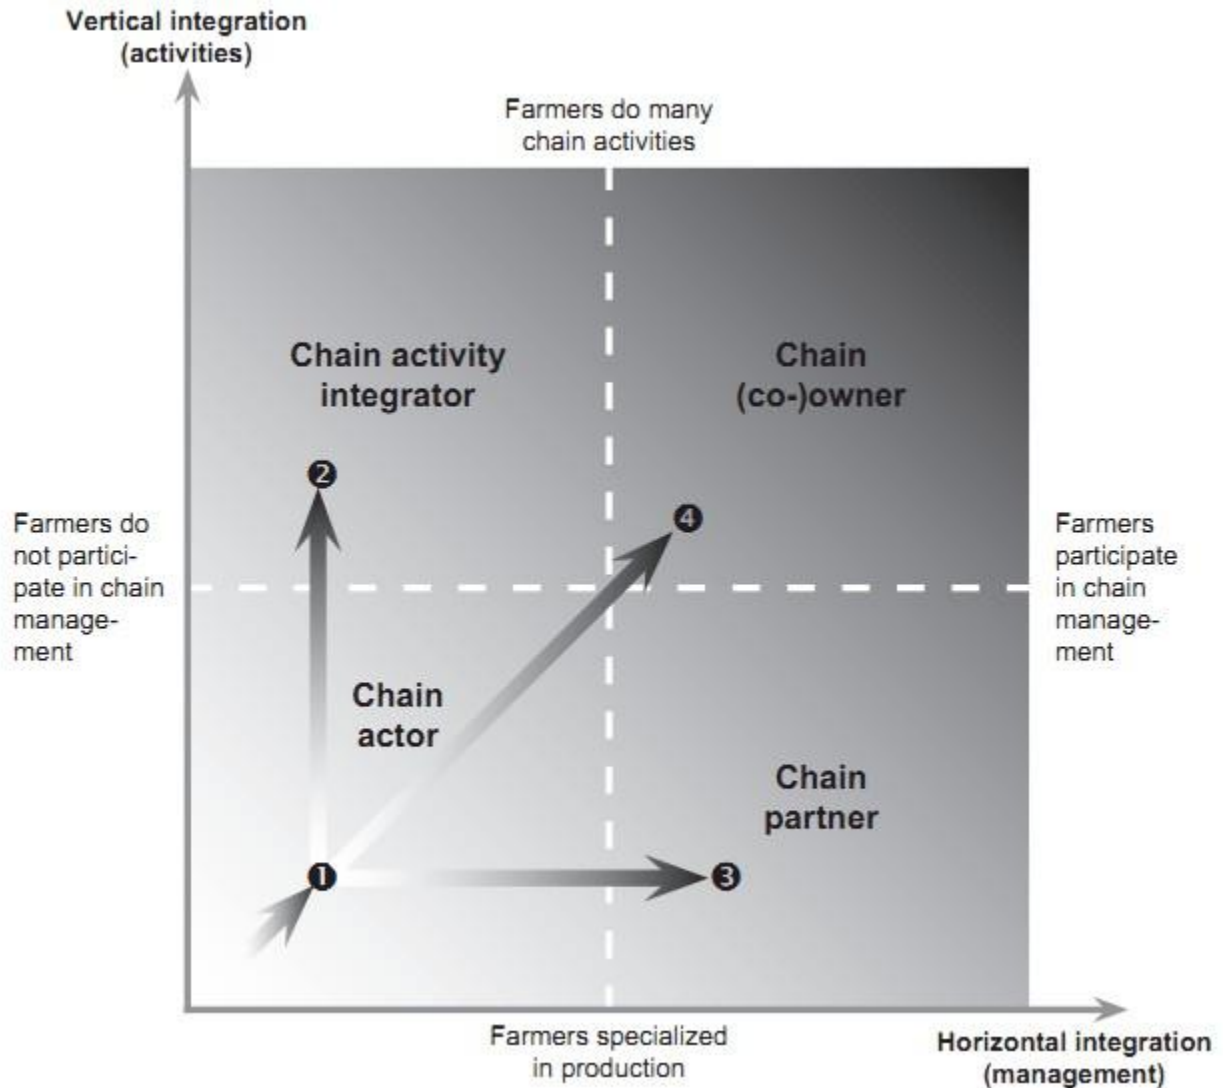 Vertical integration
(activities)
Farmers do many
chain activities
Chain activity
integrator
Chain
(co-)owner
2
4
Farmers do
not partici-
pate in chain
manage-
ment
Farmers
participate
in chain
manage-
ment
Chain
actor
Chain
partner
1
3
Farmers specialized
in production
Horizontal integration
(management)